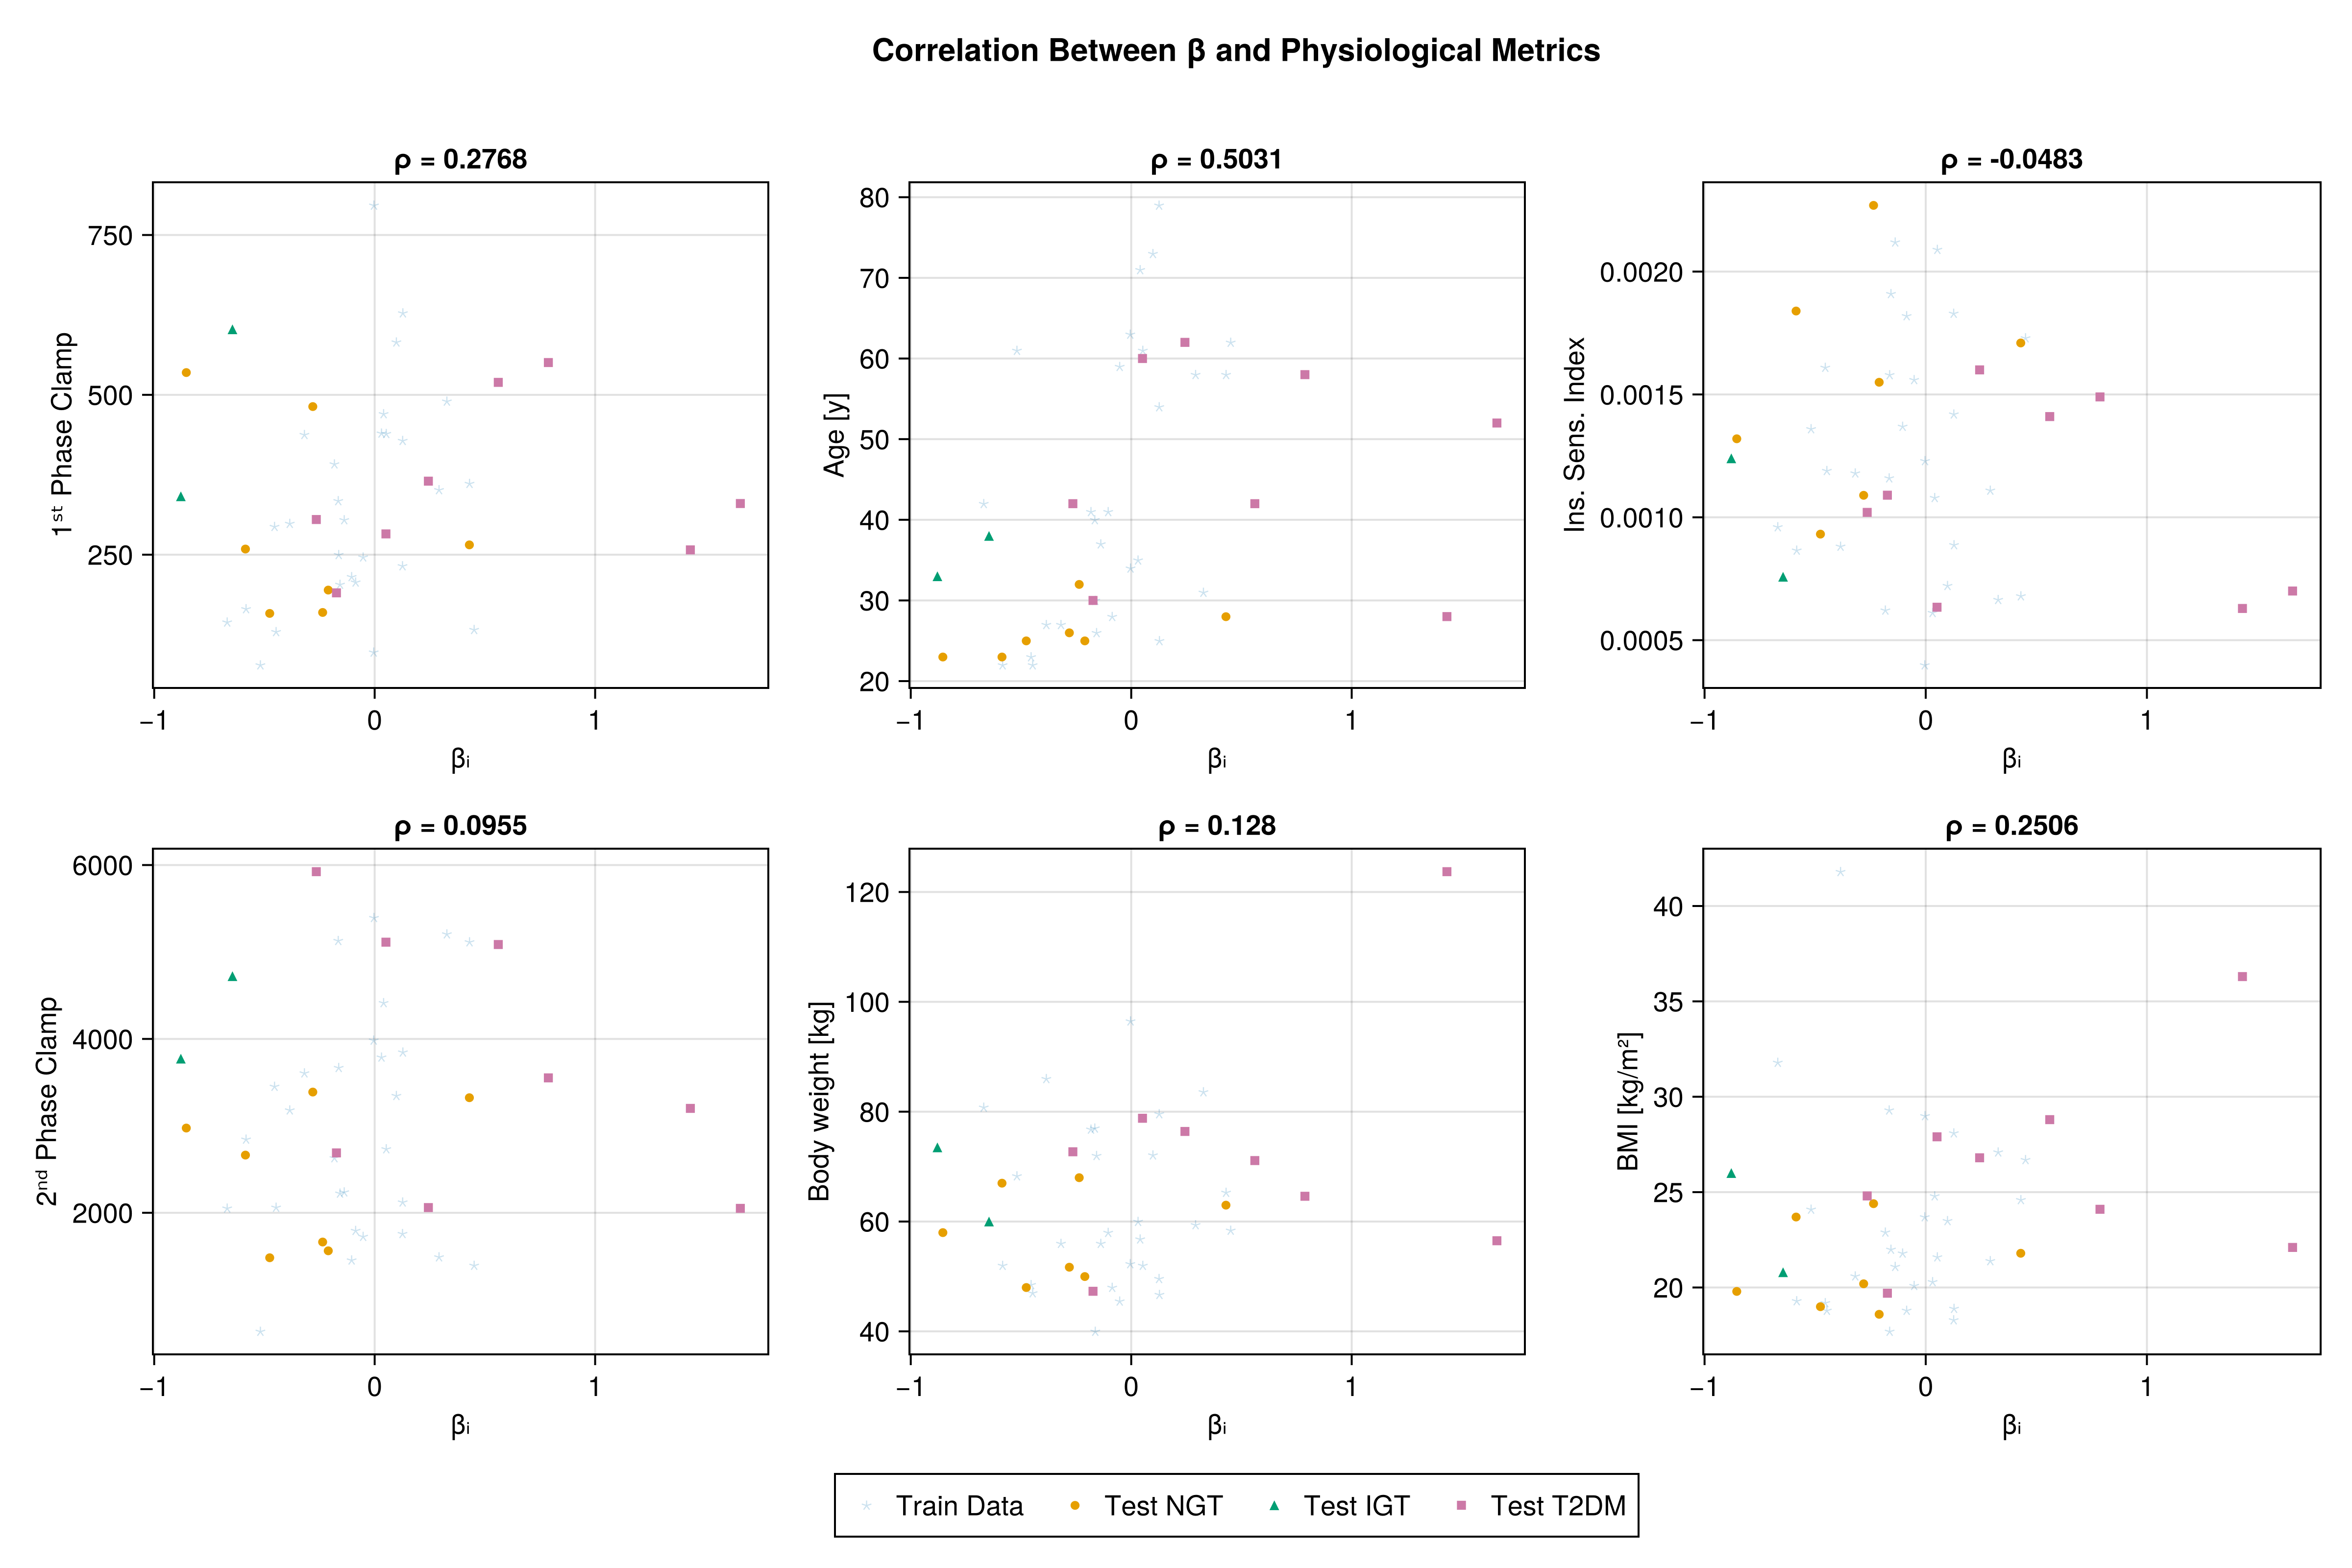 Correlation Between β and Physiological Metrics
ρ = 0.2768
750
500
250
1ˢᵗ Phase Clamp
−1 0 1
βᵢ
ρ = 0.5031
80
70
60
50
40
30
20
Age [y]
−1 0 1
βᵢ
ρ = -0.0483
0.0020
0.0015
0.0010
0.0005
Ins. Sens. Index
−1 0 1
βᵢ
ρ = 0.0955
6000
4000
2000
2ⁿᵈ Phase Clamp
−1 0 1
βᵢ
ρ = 0.128
120
100
80
60
40
Body weight [kg]
−1 0 1
βᵢ
ρ = 0.2506
40
35
30
25
20
BMI [kg/m²]
−1 0 1
βᵢ
Train Data Test NGT Test IGT Test T2DM